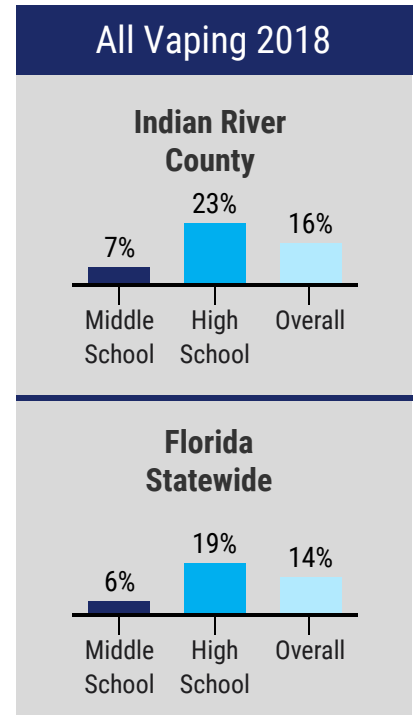 All Vaping 2018
Indian River
County
23%
16%
7%
Middle High Overall
School School
Florida
Statewide
19%
14%
6%
Middle High Overall
School School